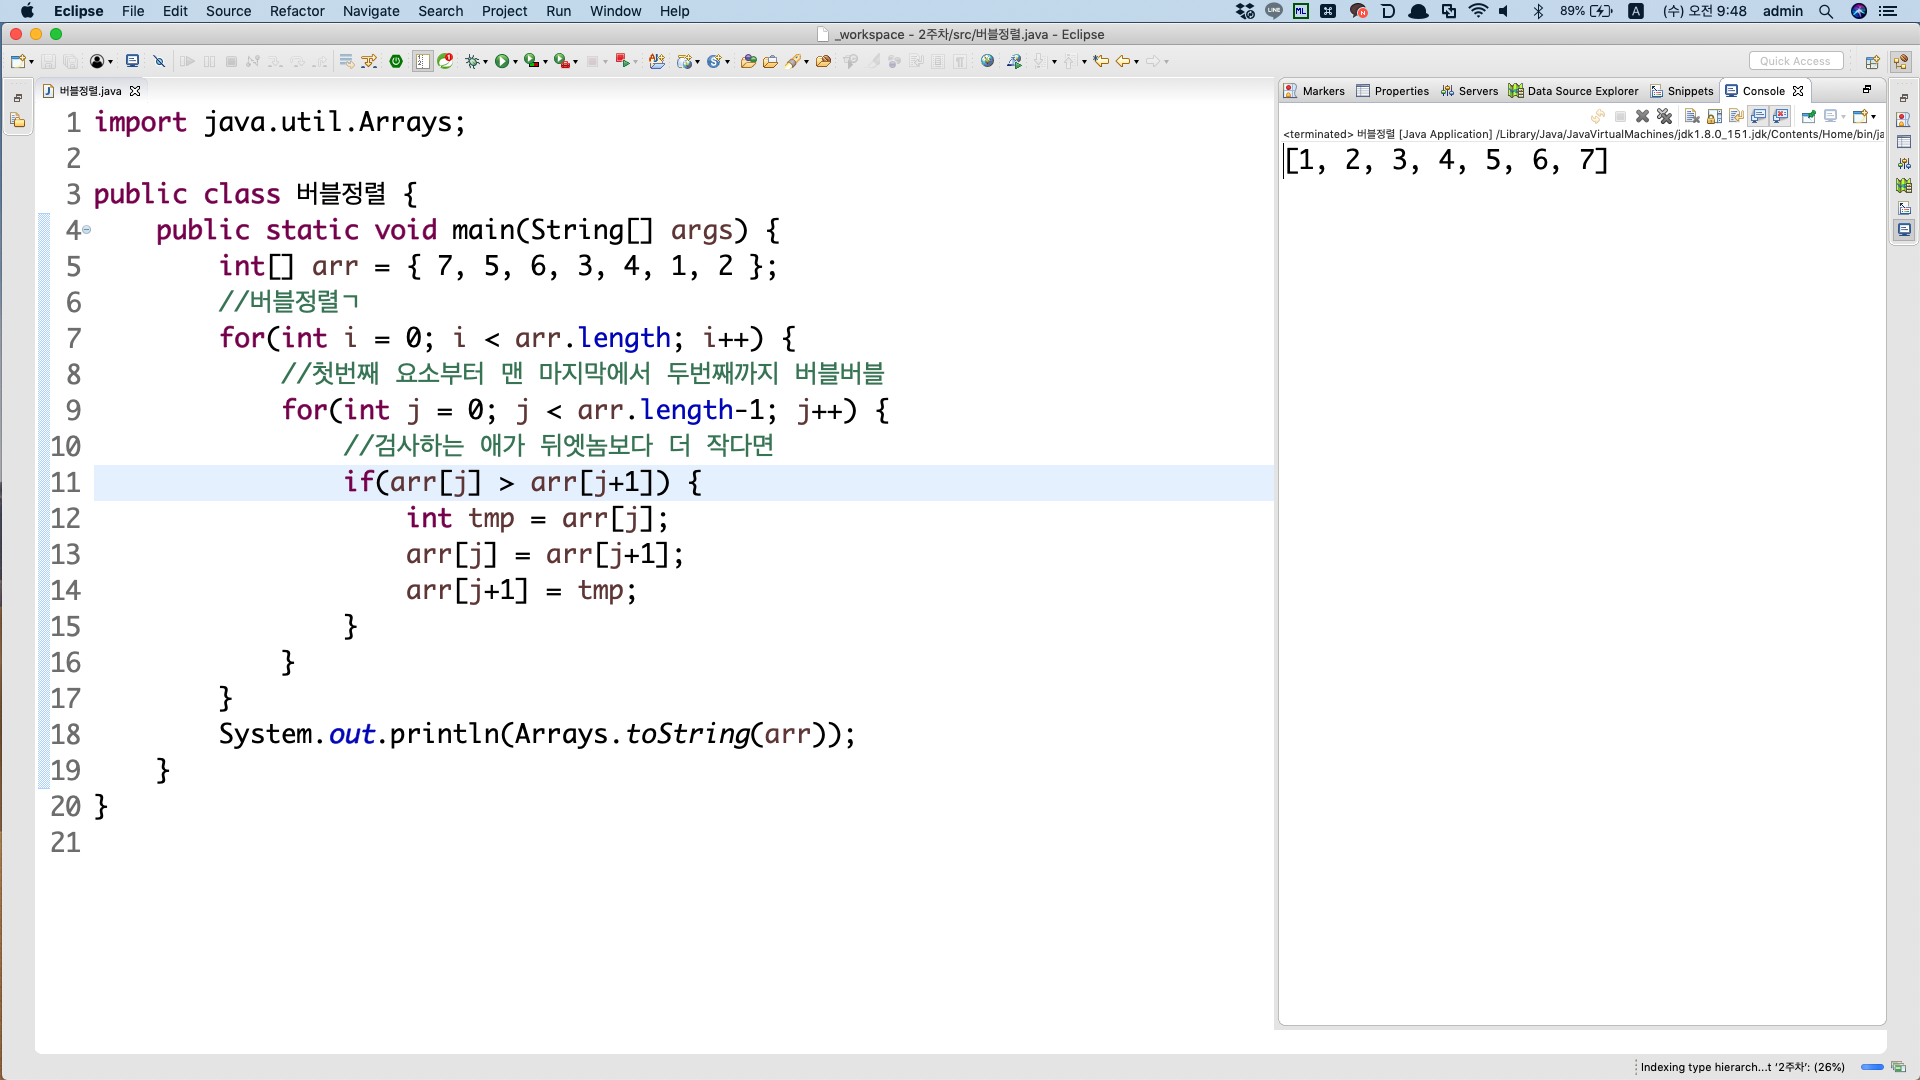 Eclipse File Edit Source Refactor Navigate Search Project Run Window Help 89% A (수) 오전 9:48 admin
_workspace - 2주차/src/버블정렬.java - Eclipse
Quick Access
버블정렬.java
1 import java.util.Arrays;
2
3 public class 버블정렬 {
4 public static void main(String[] args) {
5 int[] arr = { 7, 5, 6, 3, 4, 1, 2 };
6 //버블정렬ㄱ
7 for(int i = 0; i < arr.length; i++) {
8 //첫번째 요소부터 맨 마지막에서 두번째까지 버블버블
9 for(int j = 0; j < arr.length-1; j++) {
10 //검사하는 애가 뒤엣놈보다 더 작다면
11 if(arr[j] > arr[j+1]) {
12 int tmp = arr[j];
13 arr[j] = arr[j+1];
14 arr[j+1] = tmp;
15 }
16 }
17 }
18 System.out.println(Arrays.toString(arr));
19 }
20 }
21
Markers Properties Servers Data Source Explorer Snippets Console
<terminated> 버블정렬 [Java Application] /Library/Java/JavaVirtualMachines/jdk1.8.0_151.jdk/Contents/Home/bin/ja
[1, 2, 3, 4, 5, 6, 7]
Indexing type hierarch...t '2주차': (26%)